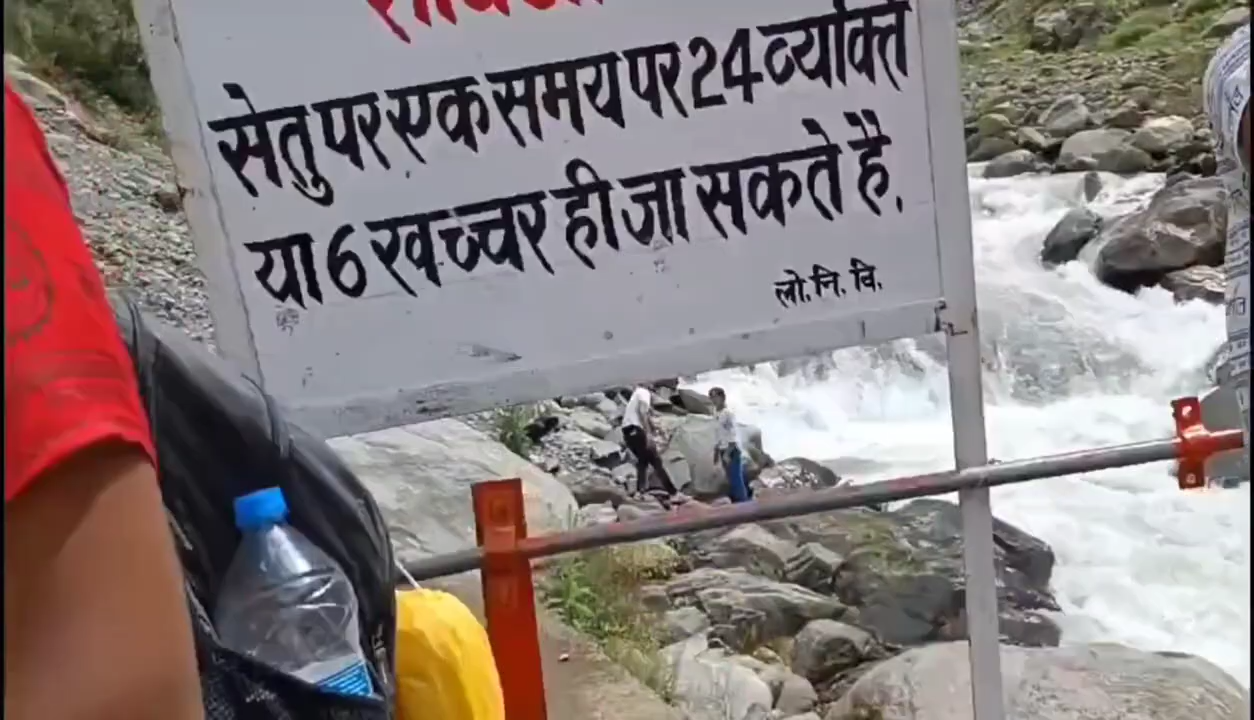 सेतु पर एक समय पर 24 व्यक्ति
या 6 खच्चर ही जा सकते है.
लो. नि. वि.